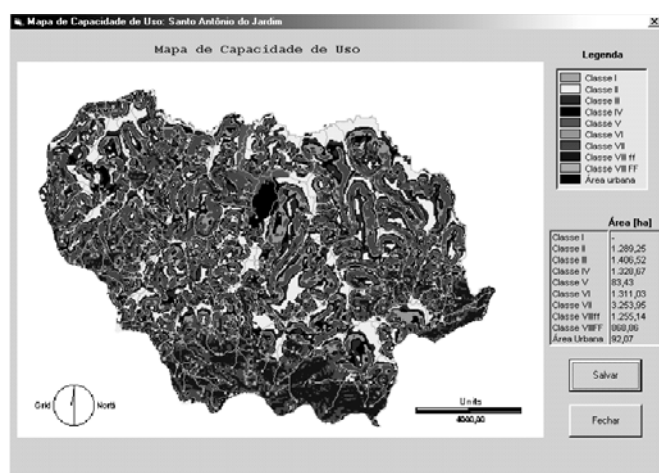 Mapa de Capacidade de Uso: Santo Antônio do Jardim
Mapa de Capacidade de Uso
Legenda
Classe I
Classe II
Classe III
Classe IV
Classe V
Classe VI
Classe VII
Classe VIII ff
Classe VIII FF
Área urbana
Área [ha]
Classe I -
Classe II 1.289,25
Classe III 1.406,52
Classe IV 1.328,67
Classe V 83,43
Classe VI 1.311,03
Classe VII 3.253,95
Classe VIIIff 1.255,14
Classe VIIIFF 868,86
Área Urbana 92,07
Salvar
Fechar
Grid
Norte
Units
4000,00